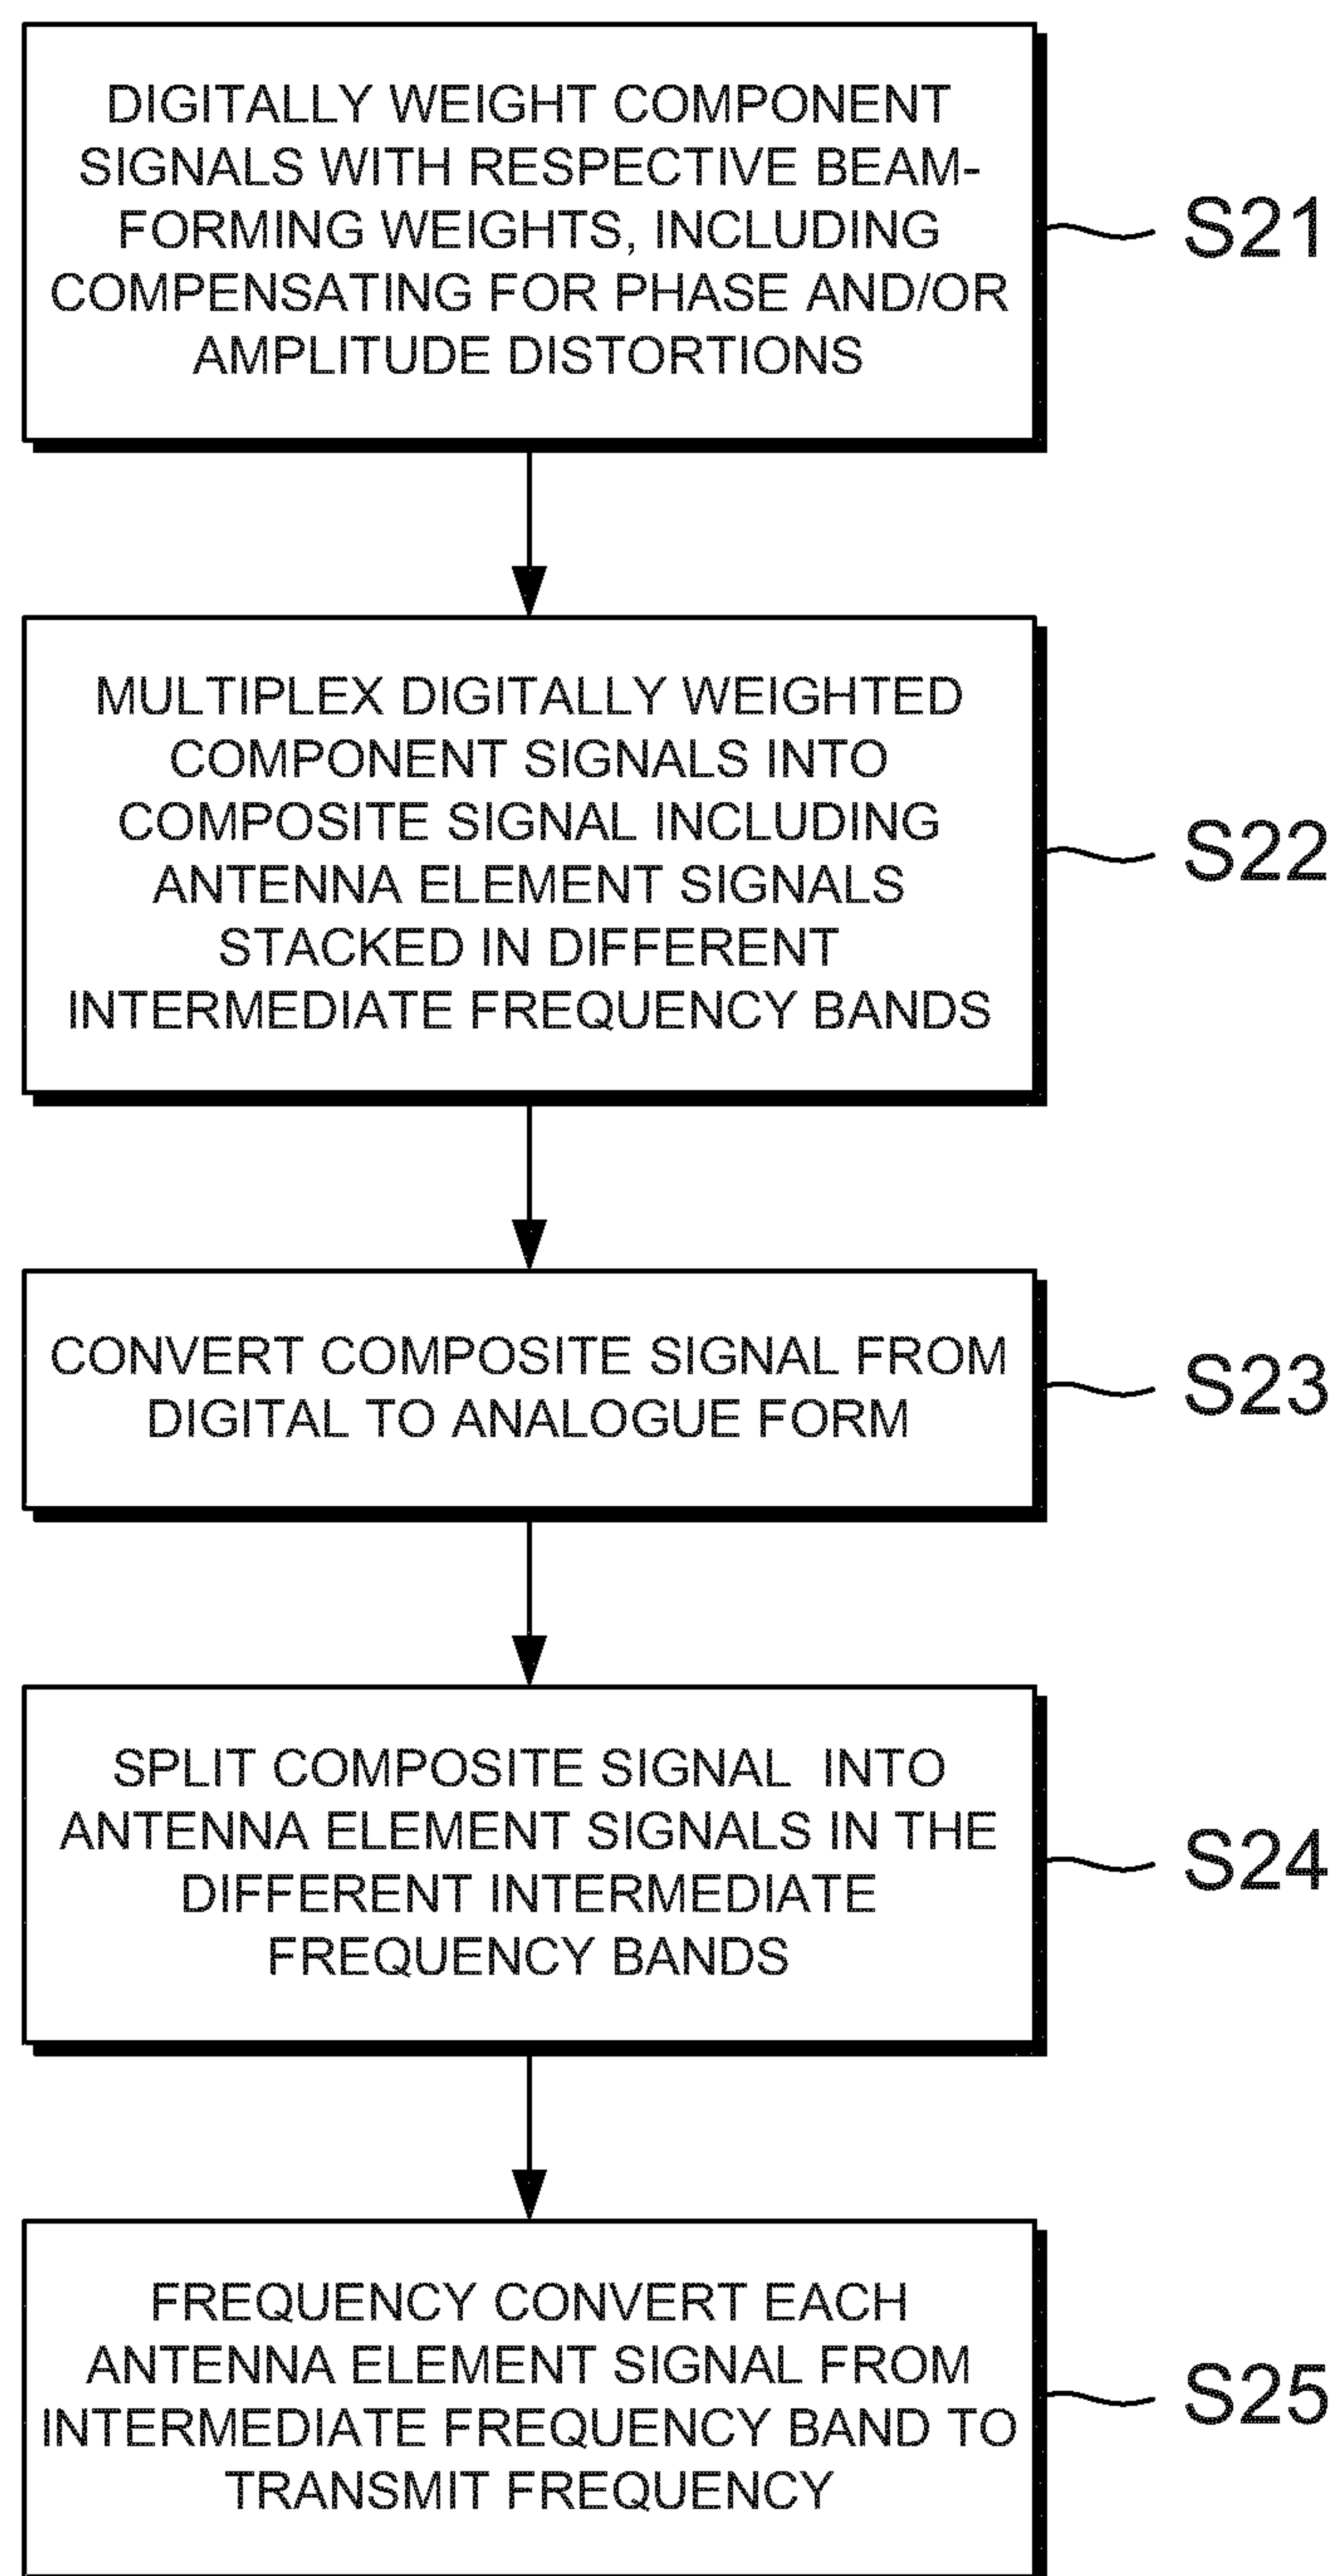 DIGITALLY WEIGHT COMPONENT
SIGNALS WITH RESPECTIVE BEAM-
FORMING WEIGHTS, INCLUDING
COMPENSATING FOR PHASE AND/OR
AMPLITUDE DISTORTIONS
S21
MULTIPLEX DIGITALLY WEIGHTED
COMPONENT SIGNALS INTO
COMPOSITE SIGNAL INCLUDING
ANTENNA ELEMENT SIGNALS
STACKED IN DIFFERENT
INTERMEDIATE FREQUENCY BANDS
S22
CONVERT COMPOSITE SIGNAL FROM
DIGITAL TO ANALOGUE FORM
S23
SPLIT COMPOSITE SIGNAL INTO
ANTENNA ELEMENT SIGNALS IN THE
DIFFERENT INTERMEDIATE
FREQUENCY BANDS
S24
FREQUENCY CONVERT EACH
ANTENNA ELEMENT SIGNAL FROM
INTERMEDIATE FREQUENCY BAND TO
TRANSMIT FREQUENCY
S25